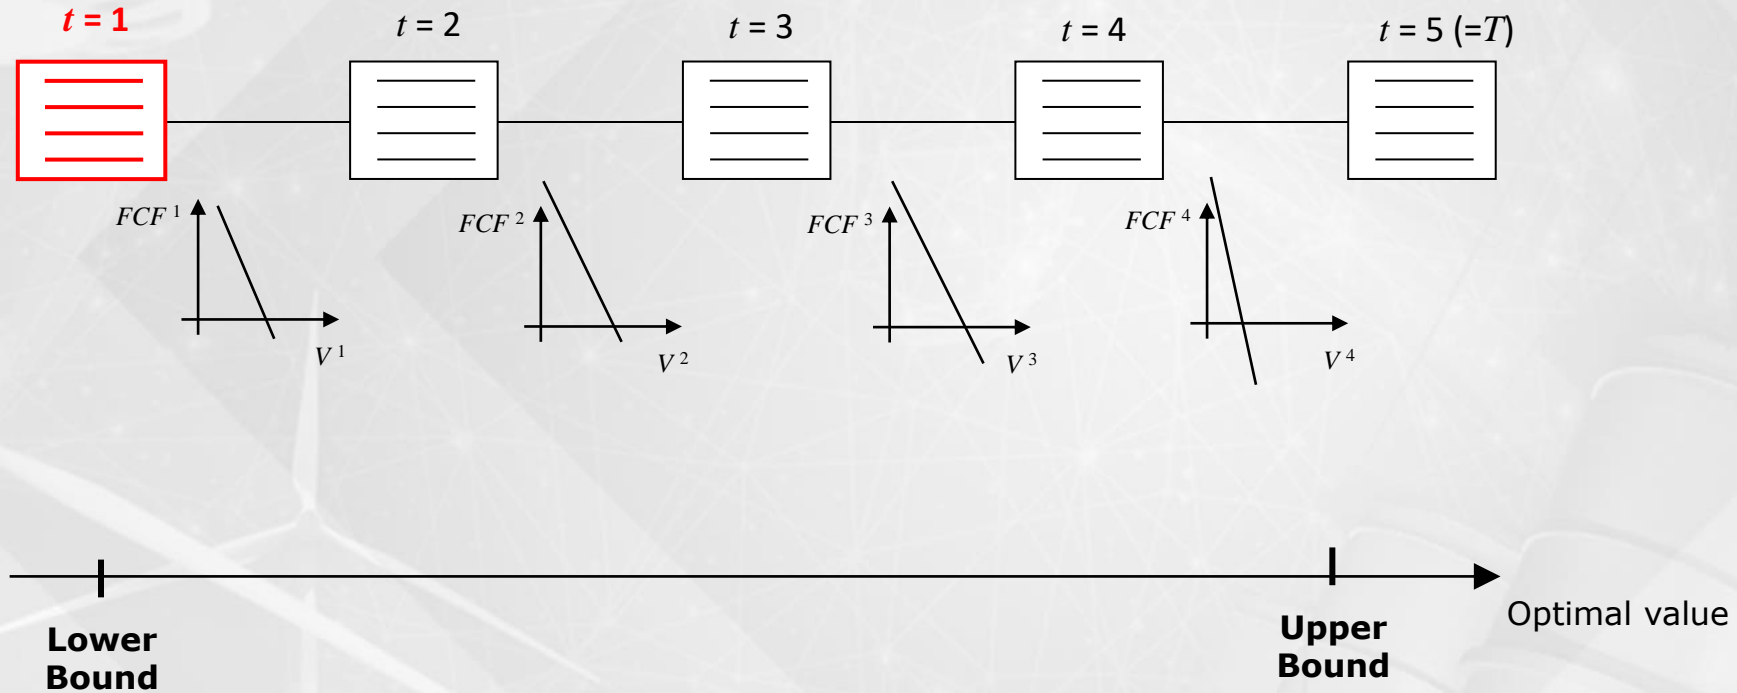 t = 1
t = 2
t = 3
t = 4
t = 5 (=T)
FCF 1
V 1
FCF 2
V 2
FCF 3
V 3
FCF 4
V 4
Optimal value
Lower
Bound
Upper
Bound